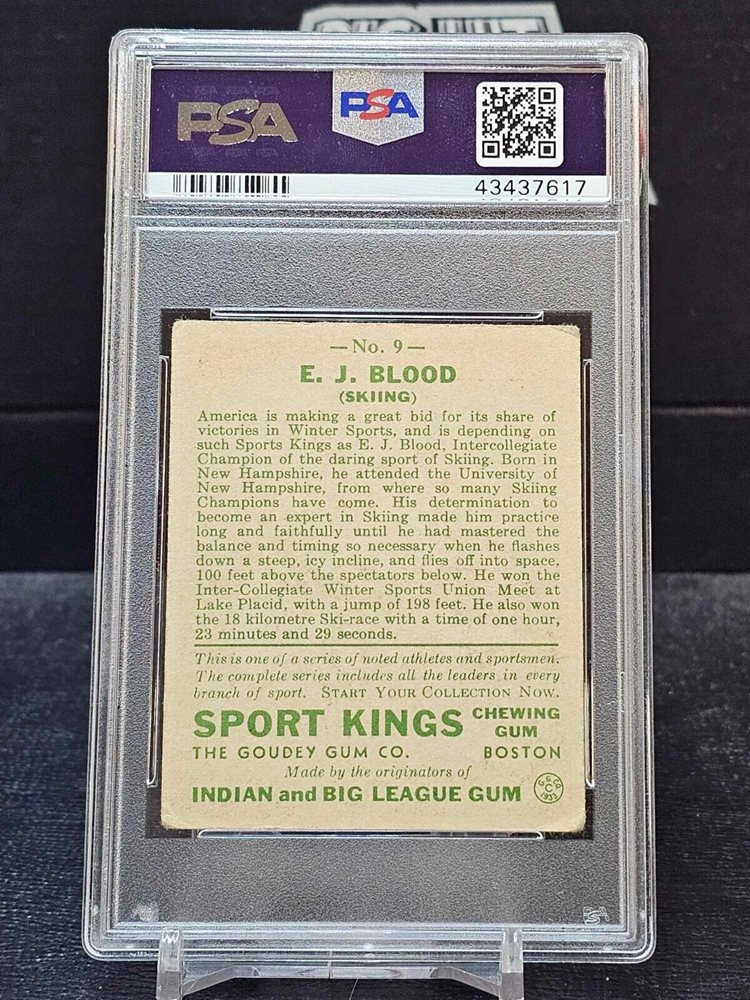 PSA
PSA
43437617
—No. 9—
E. J. BLOOD
(SKIING)
America is making a great bid for its share of
victories in Winter Sports, and is depending on
such Sports Kings as E. J. Blood, Intercollegiate
Champion of the daring sport of Skiing. Born in
New Hampshire, he attended the University of
New Hampshire, from where so many Skiing
Champions have come. His determination to
become an expert in Skiing made him practice
long and faithfully until he had mastered the
balance and timing so necessary when he flashes
down a steep, icy incline, and flies off into space,
100 feet above the spectators below. He won the
Inter-Collegiate Winter Sports Union Meet at
Lake Placid, with a jump of 198 feet. He also won
the 18 kilometre Ski-race with a time of one hour,
23 minutes and 29 seconds.
This is one of a series of noted athletes and sportsmen.
The complete series includes all the leaders in every
branch of sport. START YOUR COLLECTION NOW.
SPORT KINGS CHEWING GUM
THE GOUDEY GUM CO. BOSTON
Made by the originators of
INDIAN and BIG LEAGUE GUM
G. G. CO.
C
1933